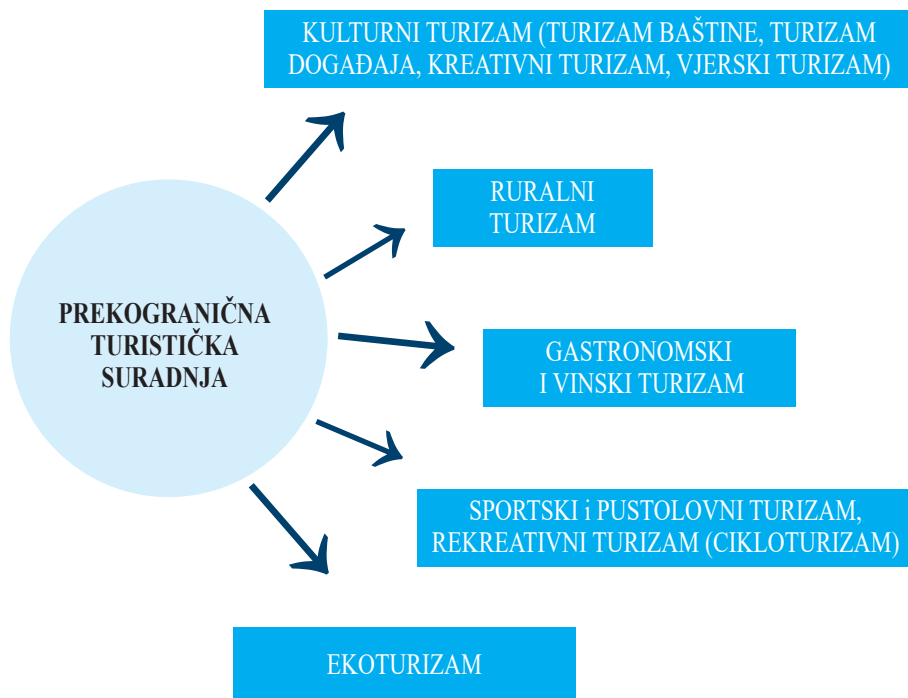 KULTURNI TURIZAM (TURIZAM BAŠTINE, TURIZAM
DOGAĐAJA, KREATIVNI TURIZAM, VJERSKI TURIZAM)
RURALNI
TURIZAM
PREKOGRANIČNA
TURISTIČKA
SURADNJA
GASTRONOMSKI
I VINSKI TURIZAM
SPORTSKI i PUSTOLOVNI TURIZAM,
REKREATIVNI TURIZAM (CIKLOTURIZAM)
EKOTURIZAM